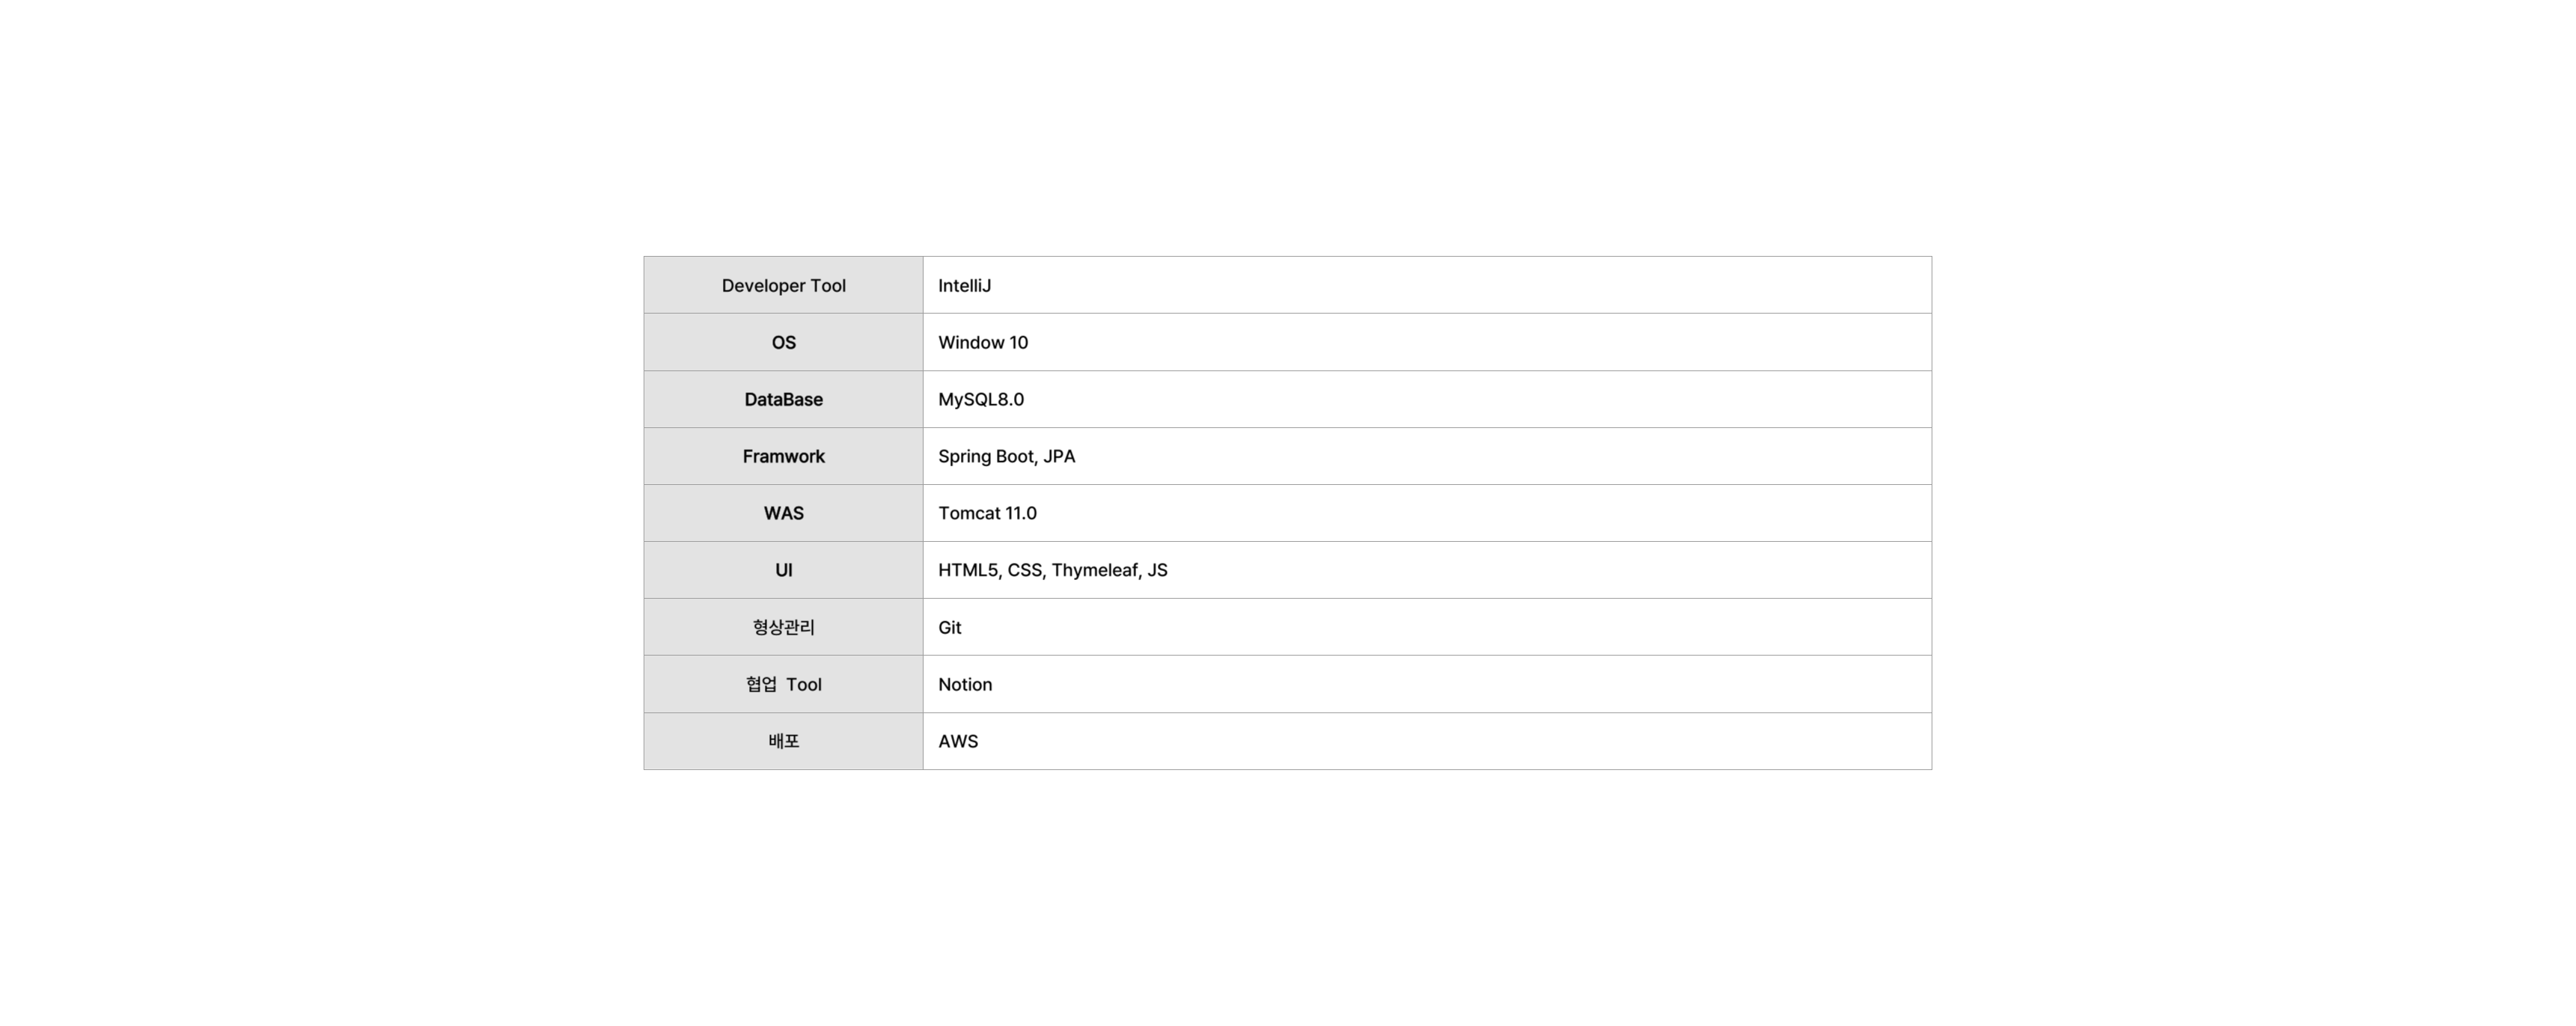 Developer Tool IntelliJ
OS Window 10
DataBase MySQL8.0
Framwork Spring Boot, JPA
WAS Tomcat 11.0
UI HTML5, CSS, Thymeleaf, JS
형상관리 Git
협업 Tool Notion
배포 AWS